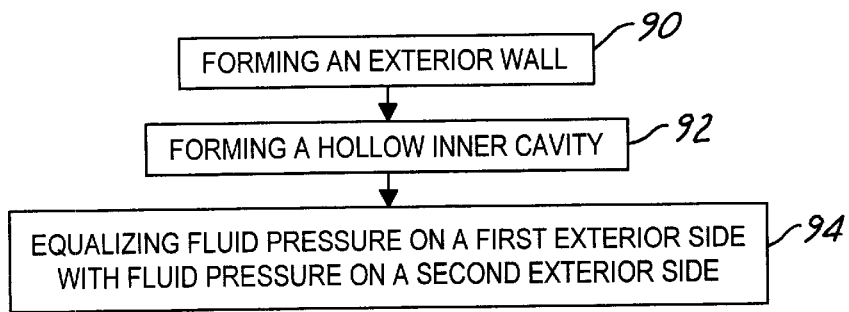 90
FORMING AN EXTERIOR WALL
92
FORMING A HOLLOW INNER CAVITY
94
EQUALIZING FLUID PRESSURE ON A FIRST EXTERIOR SIDE
WITH FLUID PRESSURE ON A SECOND EXTERIOR SIDE